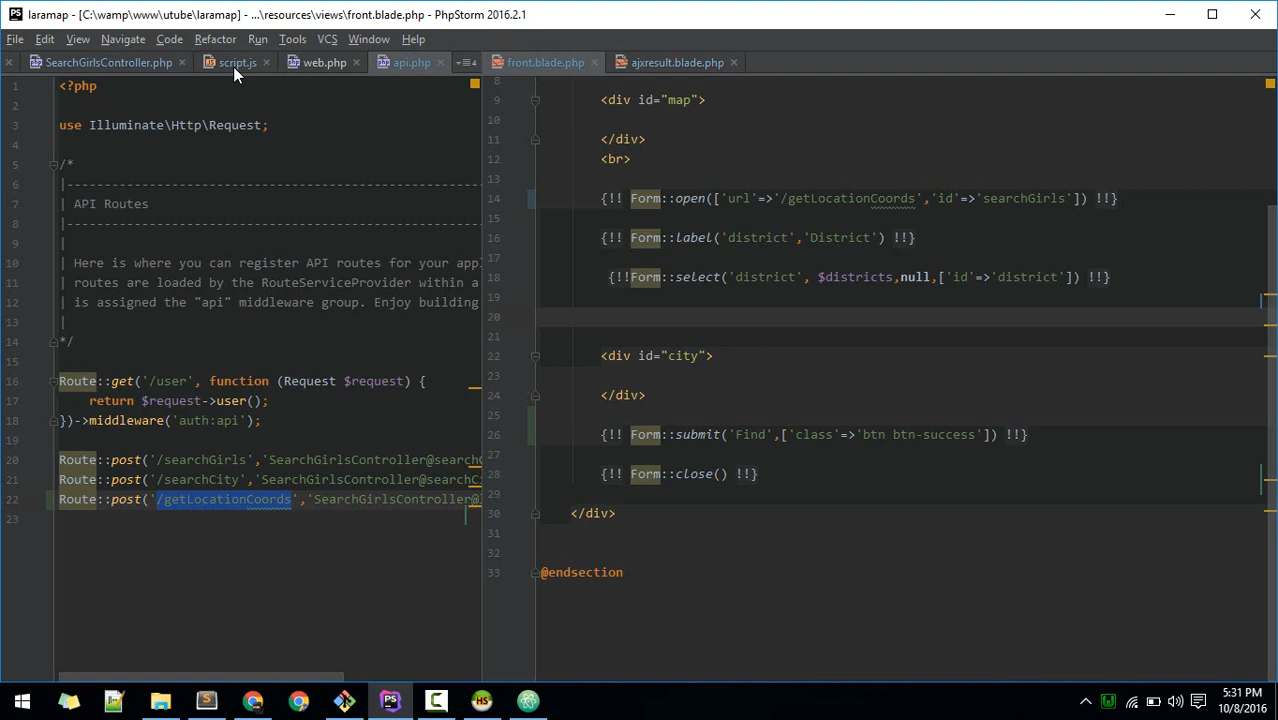 laramap - [C:\wamp\www\utube\laramap] - ...\resources\views\front.blade.php - PhpStorm 2016.2.1
File Edit View Navigate Code Refactor Run Tools VCS Window Help
SearchGirlsController.php script.js web.php api.php front.blade.php ajxresult.blade.php
1 <?php
2
3 use Illuminate\Http\Request;
4
5 /*
6 |--------------------------------------------------------
7 | API Routes
8 |--------------------------------------------------------
9 |
10 | Here is where you can register API routes for your appl
11 | routes are loaded by the RouteServiceProvider within a
12 | is assigned the "api" middleware group. Enjoy building
13 |
14 */
15
16 Route::get('/user', function (Request $request) {
17 return $request->user();
18 })->middleware('auth:api');
19
20 Route::post('/searchGirls','SearchGirlsController@search
21 Route::post('/searchCity','SearchGirlsController@searchC
22 Route::post('/getLocationCoords','SearchGirlsController@
23
8
9 <div id="map">
10
11 </div>
12 <br>
13
14 {!! Form::open(['url'=>'/getLocationCoords','id'=>'searchGirls']) !!}
15
16 {!! Form::label('district','District') !!}
17
18 {!!Form::select('district', $districts,null,['id'=>'district']) !!}
19
20
21
22 <div id="city">
23
24 </div>
25
26 {!! Form::submit('Find',['class'=>'btn btn-success']) !!}
27
28 {!! Form::close() !!}
29
30 </div>
31
32
33 @endsection
5:31 PM
10/8/2016